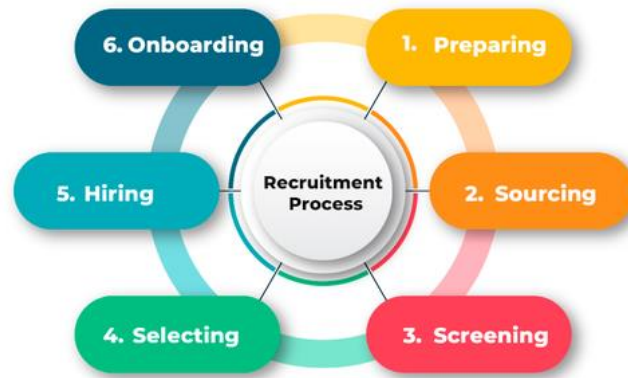 Recruitment
Process
1. Preparing
2. Sourcing
3. Screening
4. Selecting
5. Hiring
6. Onboarding